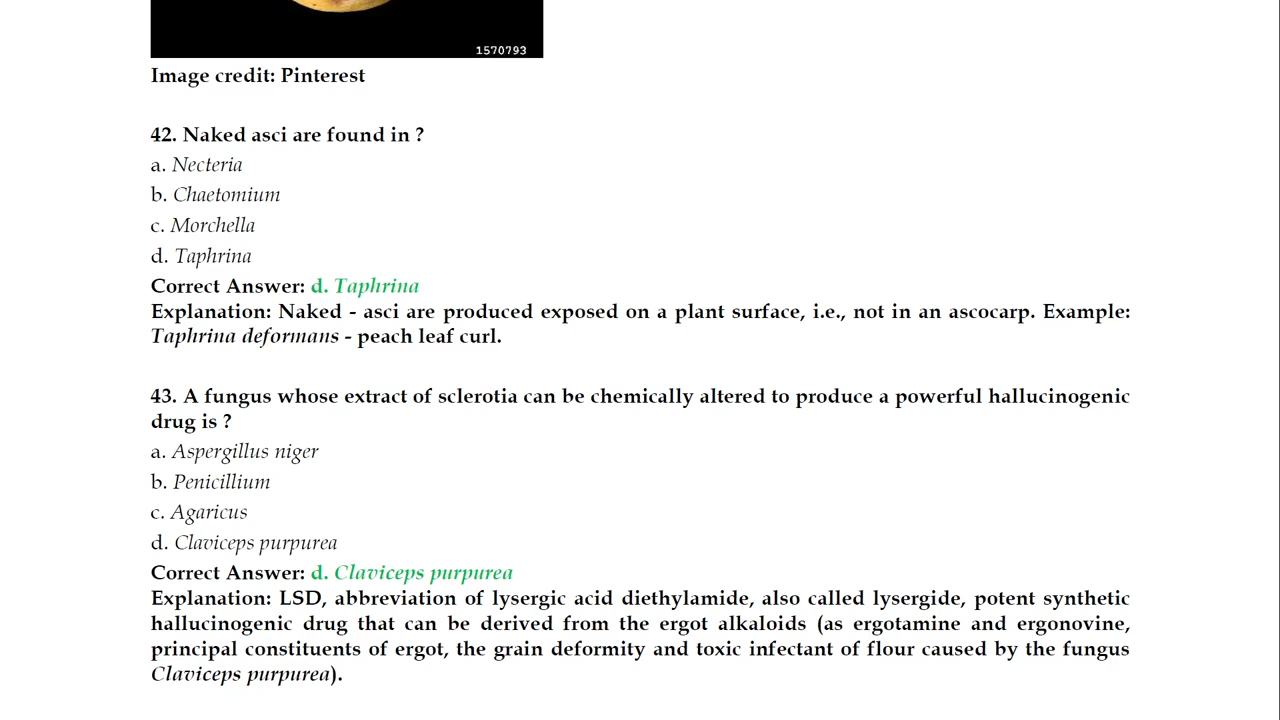 1570793
Image credit: Pinterest
42. Naked asci are found in ?
a. Necteria
b. Chaetomium
c. Morchella
d. Taphrina
Correct Answer: d. Taphrina
Explanation: Naked - asci are produced exposed on a plant surface, i.e., not in an ascocarp. Example:
Taphrina deformans - peach leaf curl.
43. A fungus whose extract of sclerotia can be chemically altered to produce a powerful hallucinogenic
drug is ?
a. Aspergillus niger
b. Penicillium
c. Agaricus
d. Claviceps purpurea
Correct Answer: d. Claviceps purpurea
Explanation: LSD, abbreviation of lysergic acid diethylamide, also called lysergide, potent synthetic
hallucinogenic drug that can be derived from the ergot alkaloids (as ergotamine and ergonovine,
principal constituents of ergot, the grain deformity and toxic infectant of flour caused by the fungus
Claviceps purpurea).